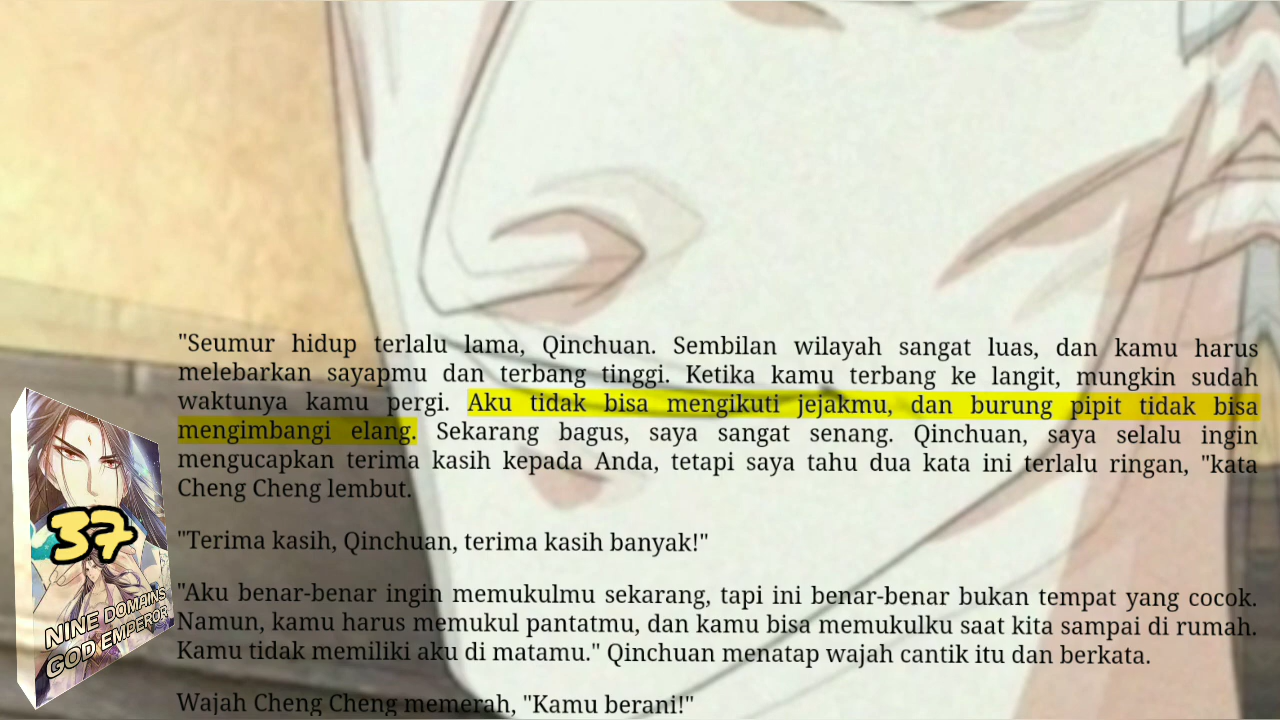 "Seumur hidup terlalu lama, Qinchuan. Sembilan wilayah sangat luas, dan kamu harus
melebarkan sayapmu dan terbang tinggi. Ketika kamu terbang ke langit, mungkin sudah
waktunya kamu pergi. Aku tidak bisa mengikuti jejakmu, dan burung pipit tidak bisa
mengimbangi elang. Sekarang bagus, saya sangat senang. Qinchuan, saya selalu ingin
mengucapkan terima kasih kepada Anda, tetapi saya tahu dua kata ini terlalu ringan, "kata
Cheng Cheng lembut.
"Terima kasih, Qinchuan, terima kasih banyak!"
"Aku benar-benar ingin memukulmu sekarang, tapi ini benar-benar bukan tempat yang cocok.
Namun, kamu harus memukul pantatmu, dan kamu bisa memukulku saat kita sampai di rumah.
Kamu tidak memiliki aku di matamu." Qinchuan menatap wajah cantik itu dan berkata.
Wajah Cheng Cheng memerah, "Kamu berani!"
37
NINE DOMAINS
GOD EMPEROR